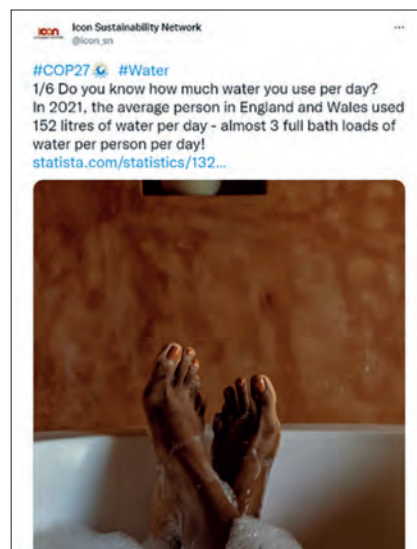 icon
Icon Sustainability Network
@icon_sn
#COP27 #Water
1/6 Do you know how much water you use per day?
In 2021, the average person in England and Wales used
152 litres of water per day - almost 3 full bath loads of
water per person per day!
statista.com/statistics/132...